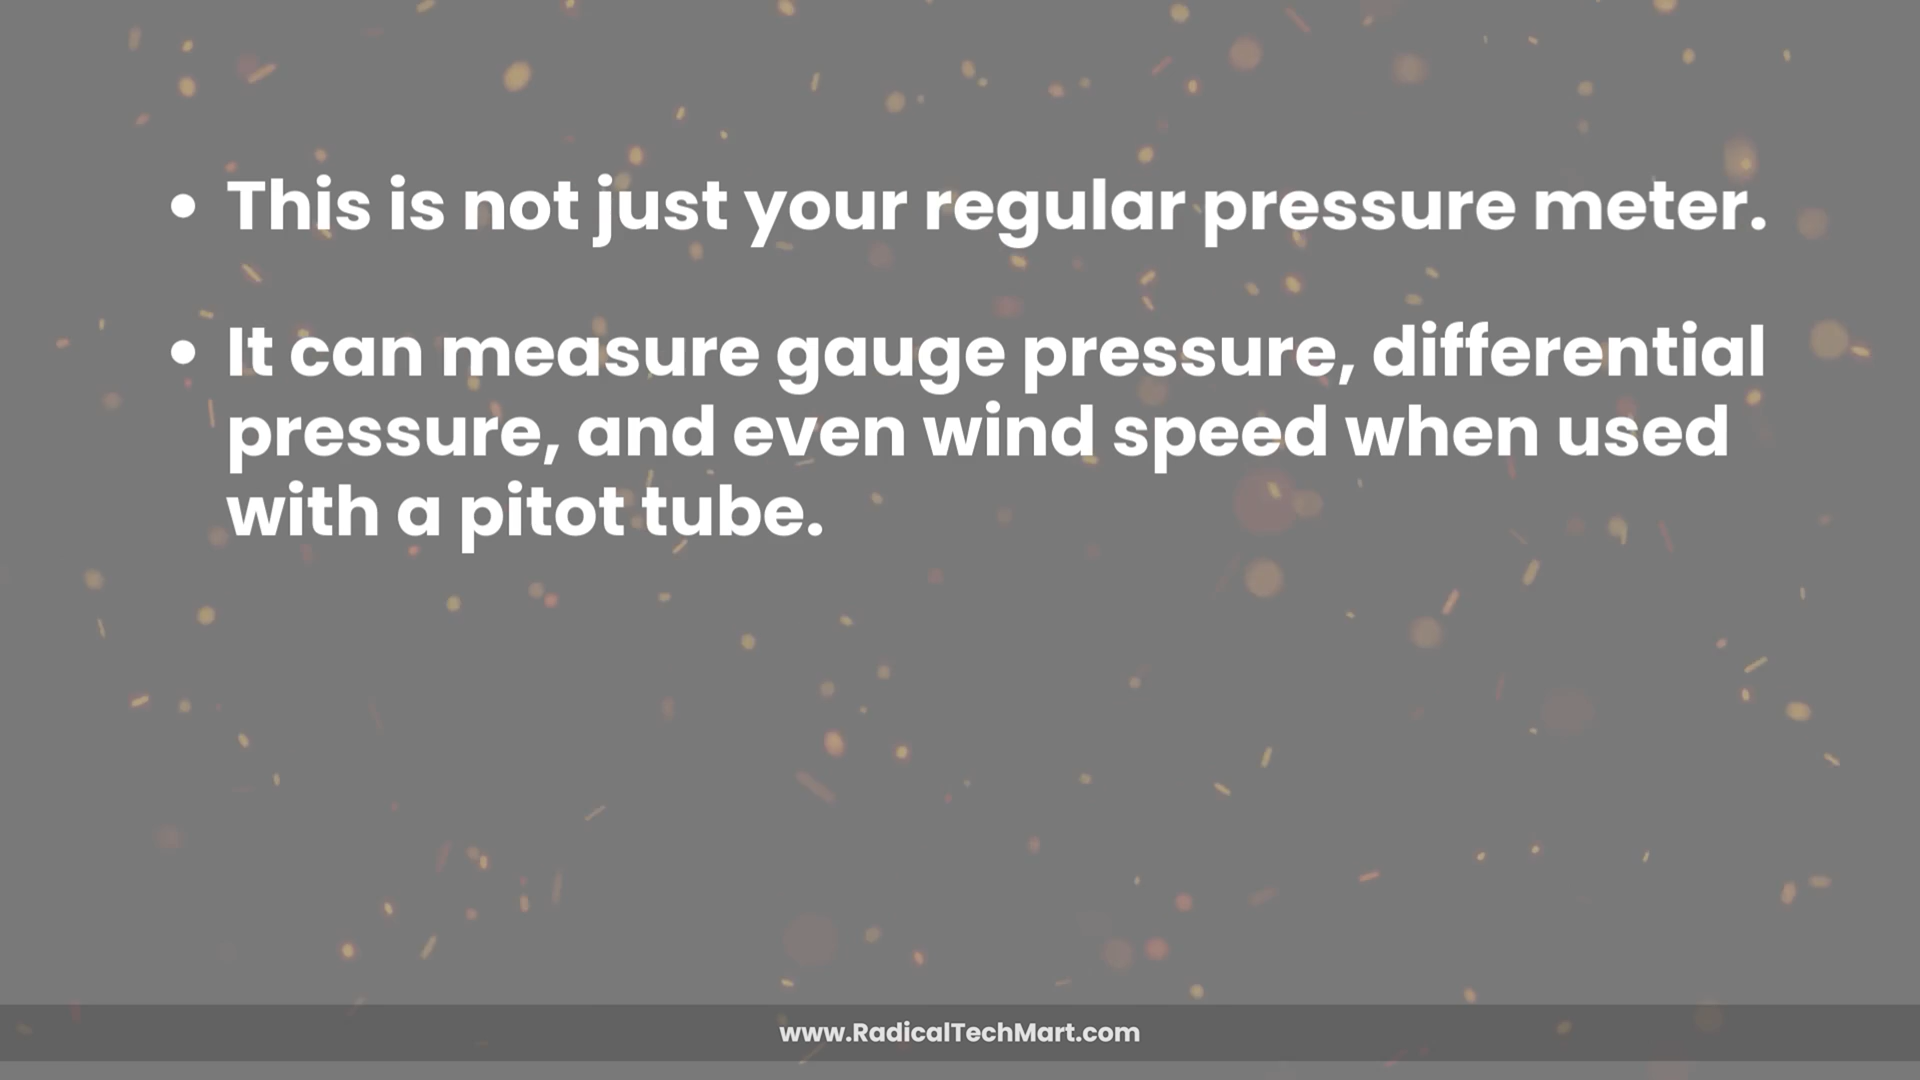 • This is not just your regular pressure meter.
• It can measure gauge pressure, differential
pressure, and even wind speed when used
with a pitot tube.
www.RadicalTechMart.com